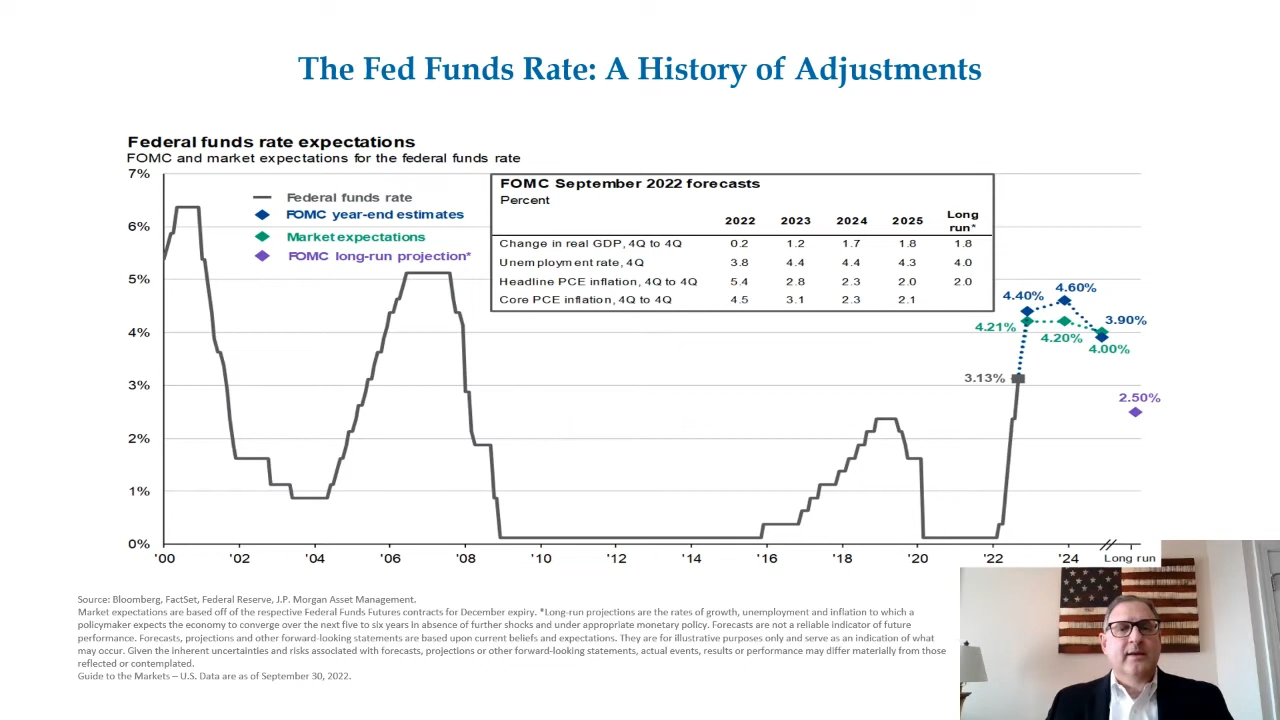 The Fed Funds Rate: A History of Adjustments
Federal funds rate expectations
FOMC and market expectations for the federal funds rate
7%
6%
5%
4%
3%
2%
1%
0%
Federal funds rate
FOMC year-end estimates
Market expectations
FOMC long-run projection*
FOMC September 2022 forecasts
Percent
2022 2023 2024 2025 Long run*
Change in real GDP, 4Q to 4Q 0.2 1.2 1.7 1.8 1.8
Unemployment rate, 4Q 3.8 4.4 4.4 4.3 4.0
Headline PCE inflation, 4Q to 4Q 5.4 2.8 2.3 2.0 2.0
Core PCE inflation, 4Q to 4Q 4.5 3.1 2.3 2.1
4.60%
4.40%
4.21%
3.90%
4.20%
4.00%
3.13%
2.50%
'00 '02 '04 '06 '08 '10 '12 '14 '16 '18 '20 '22 '24 Long run
Source: Bloomberg, FactSet, Federal Reserve, J.P. Morgan Asset Management.
Market expectations are based off of the respective Federal Funds Futures contracts for December expiry. *Long-run projections are the rates of growth, unemployment and inflation to which a
policymaker expects the economy to converge over the next five to six years in absence of further shocks and under appropriate monetary policy. Forecasts are not a reliable indicator of future
performance. Forecasts, projections and other forward-looking statements are based upon current beliefs and expectations. They are for illustrative purposes only and serve as an indication of what
may occur. Given the inherent uncertainties and risks associated with forecasts, projections or other forward-looking statements, actual events, results or performance may differ materially from those
reflected or contemplated.
Guide to the Markets – U.S. Data are as of September 30, 2022.